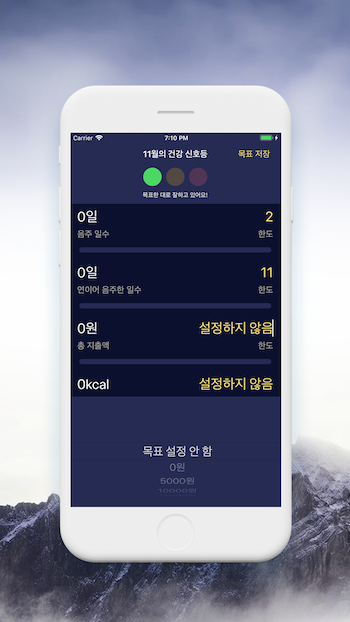 Carrier 7:10 PM
11월의 건강 신호등 목표 저장
목표한 대로 잘하고 있어요!
0일 2
음주 일수 한도
0일 11
연이어 음주한 일수 한도
0원 설정하지 않음
총 지출액 한도
0kcal 설정하지 않음
목표 설정 안 함
0원
5000원
10000원